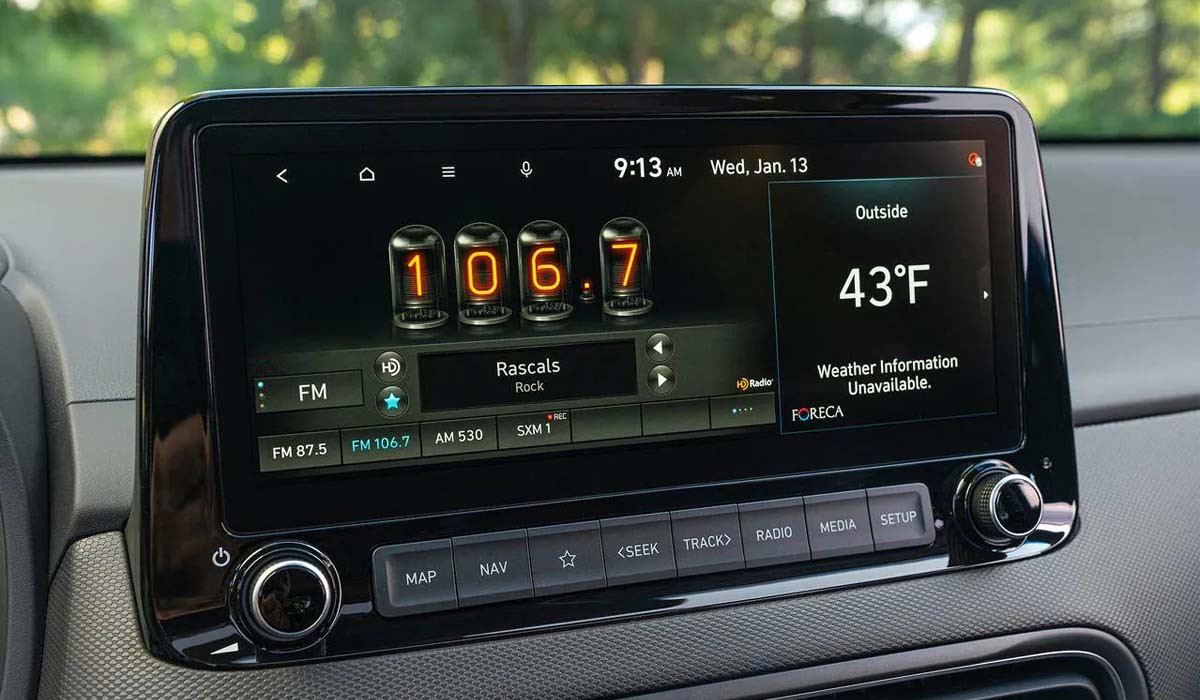 9:13 AM Wed, Jan. 13
106.7
Outside
43°F
Weather Information
Unavailable.
FORECA
HD
Rascals
Rock
FM
HD Radio
REC
FM 87.5 FM 106.7 AM 530 SXM 1
MAP NAV <SEEK TRACK> RADIO MEDIA SETUP